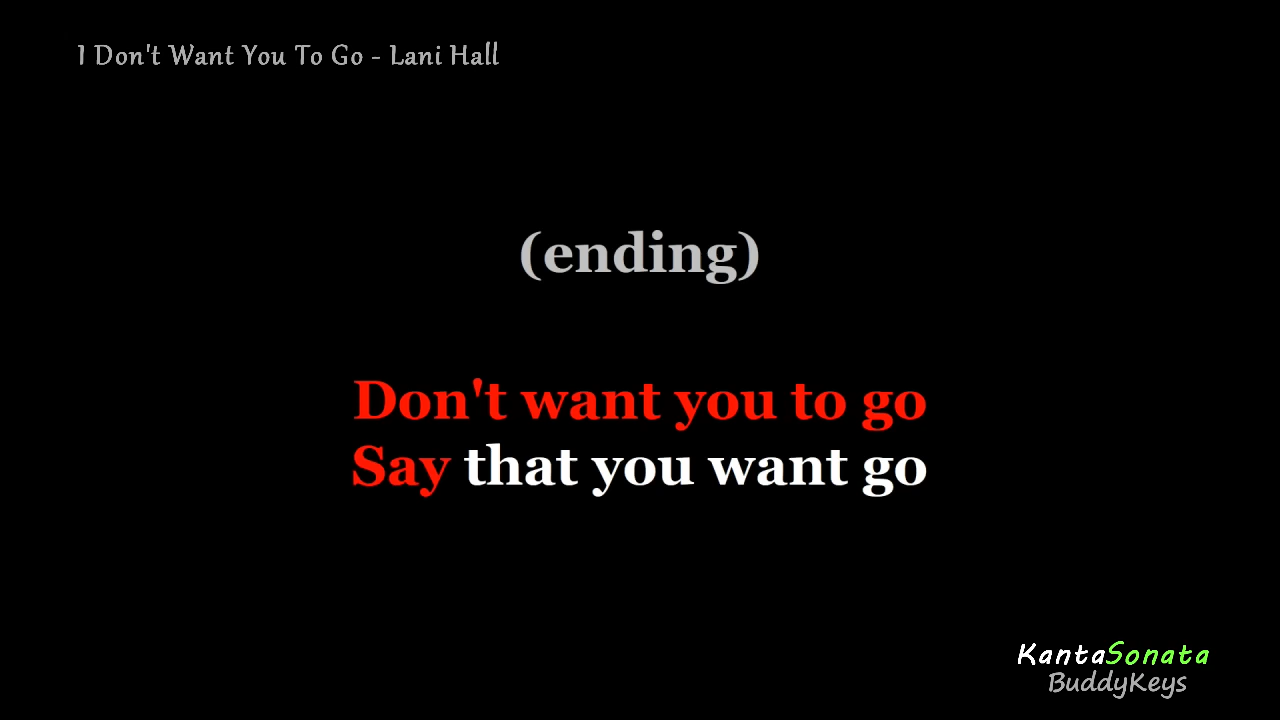 I Don't Want You To Go - Lani Hall
(ending)
Don't want you to go
Say that you want go
KantaSonata
BuddyKeys